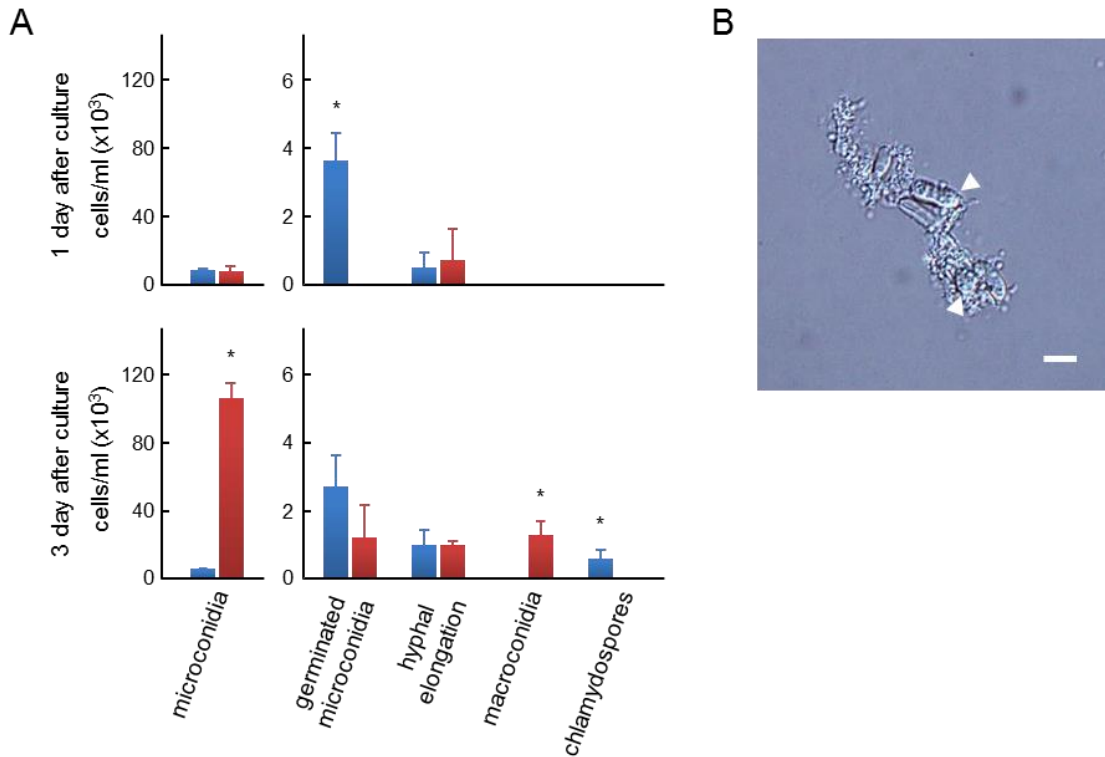 A
B
1 day after culture
cells/ml (x10³)
120
80
40
0
6
4
2
0
*
3 day after culture
cells/ml (x10³)
120
80
40
0
*
6
4
2
0
*
*
microconidia
germinated
microconidia
hyphal
elongation
macroconidia
chlamydospores